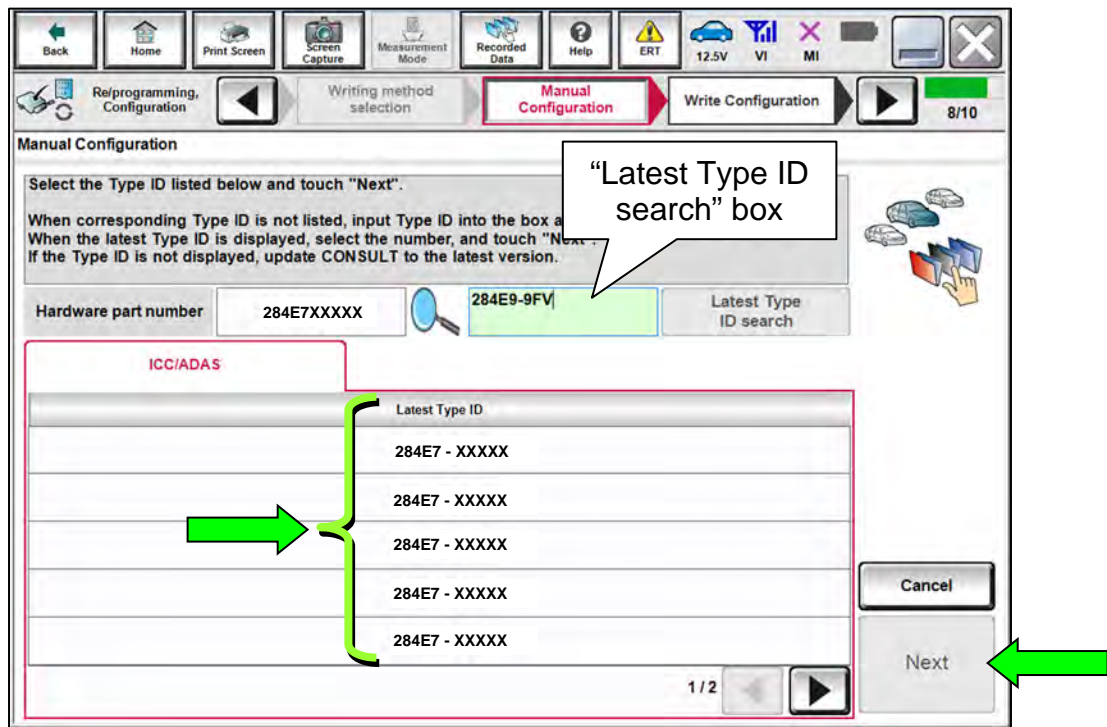 Back
Home
Print Screen
Screen
Capture
Measurement
Mode
Recorded
Data
Help
ERT
12.5V
VI
MI
Re/programming,
Configuration
Writing method
selection
Manual
Configuration
Write Configuration
8/10
Manual Configuration
Select the Type ID listed below and touch "Next".
When corresponding Type ID is not listed, input Type ID into the box a
When the latest Type ID is displayed, select the number, and touch "Next".
If the Type ID is not displayed, update CONSULT to the latest version.
“Latest Type ID
search” box
Hardware part number
284E7XXXXX
284E9-9FV
Latest Type
ID search
ICC/ADAS
Latest Type ID
284E7 - XXXXX
284E7 - XXXXX
284E7 - XXXXX
284E7 - XXXXX
284E7 - XXXXX
Cancel
Next
1 / 2